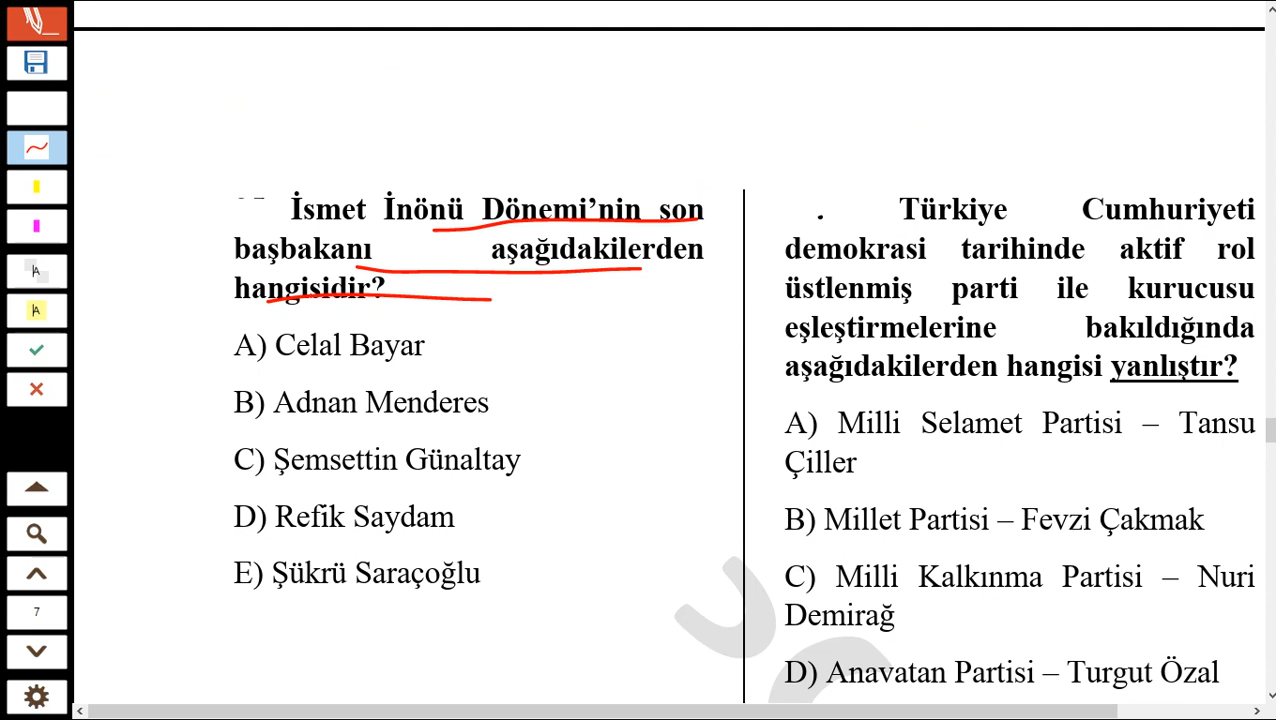 İsmet İnönü Dönemi’nin son
başbakanı aşağıdakilerden
hangisidir?
A) Celal Bayar
B) Adnan Menderes
C) Şemsettin Günaltay
D) Refik Saydam
E) Şükrü Saraçoğlu
. Türkiye Cumhuriyeti
demokrasi tarihinde aktif rol
üstlenmiş parti ile kurucusu
eşleştirmelerine bakıldığında
aşağıdakilerden hangisi yanlıştır?
A) Milli Selamet Partisi – Tansu
Çiller
B) Millet Partisi – Fevzi Çakmak
C) Milli Kalkınma Partisi – Nuri
Demirağ
D) Anavatan Partisi – Turgut Özal
A
A
7